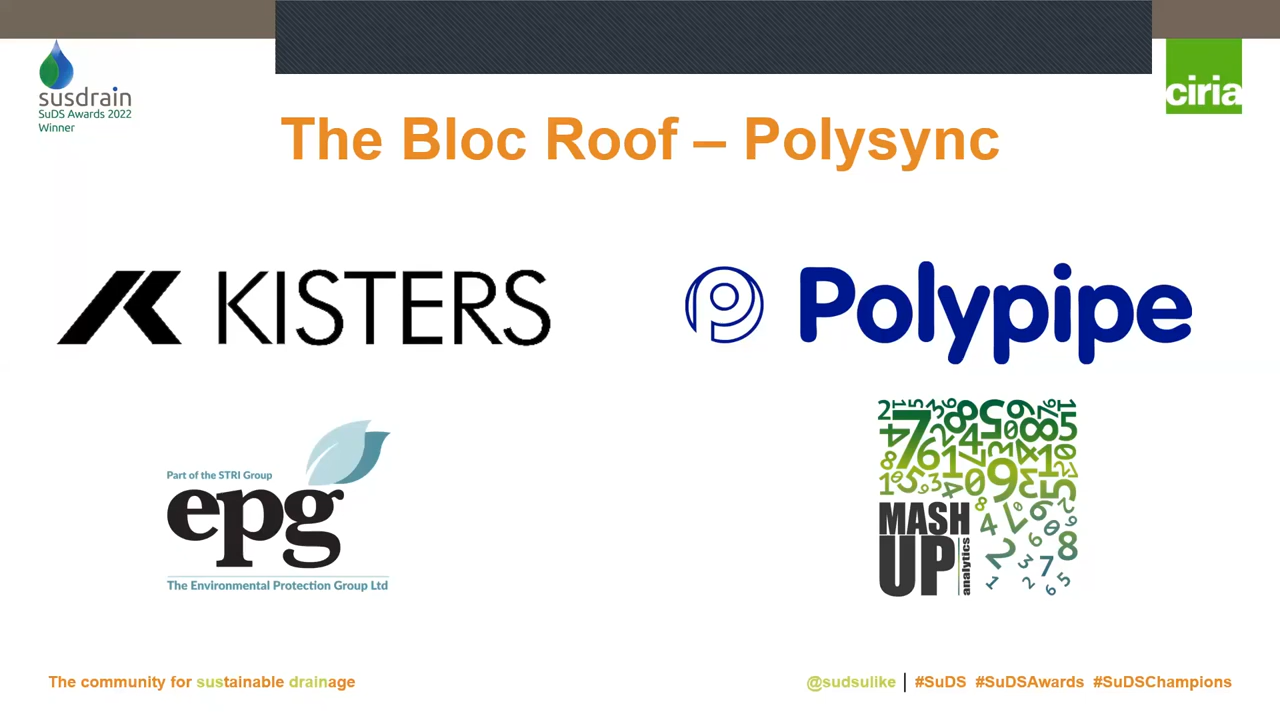 susdrain
SuDS Awards 2022
Winner
ciria
The Bloc Roof – Polysync
KISTERS
Polypipe
Part of the STRI Group
epg
The Environmental Protection Group Ltd
MASH
UP
analytics
The community for sustainable drainage
@sudsulike | #SuDS #SuDSAwards #SuDSChampions